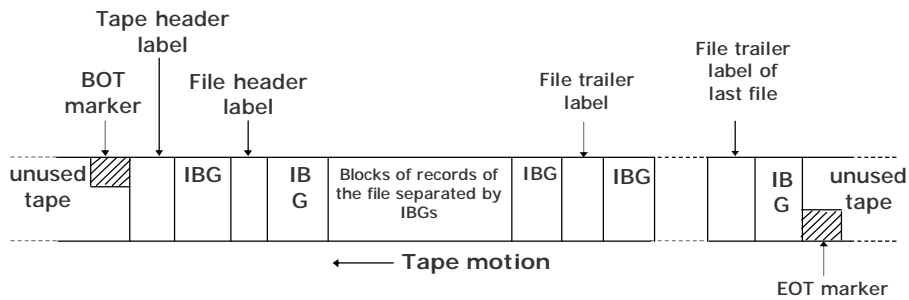 Tape header
label
BOT
marker
File header
label
File trailer
label
File trailer
label of
last file
unused
tape
IBG
IB
G
Blocks of records of
the file separated by
IBGs
IBG
IBG
IB
G
unused
tape
Tape motion
EOT marker